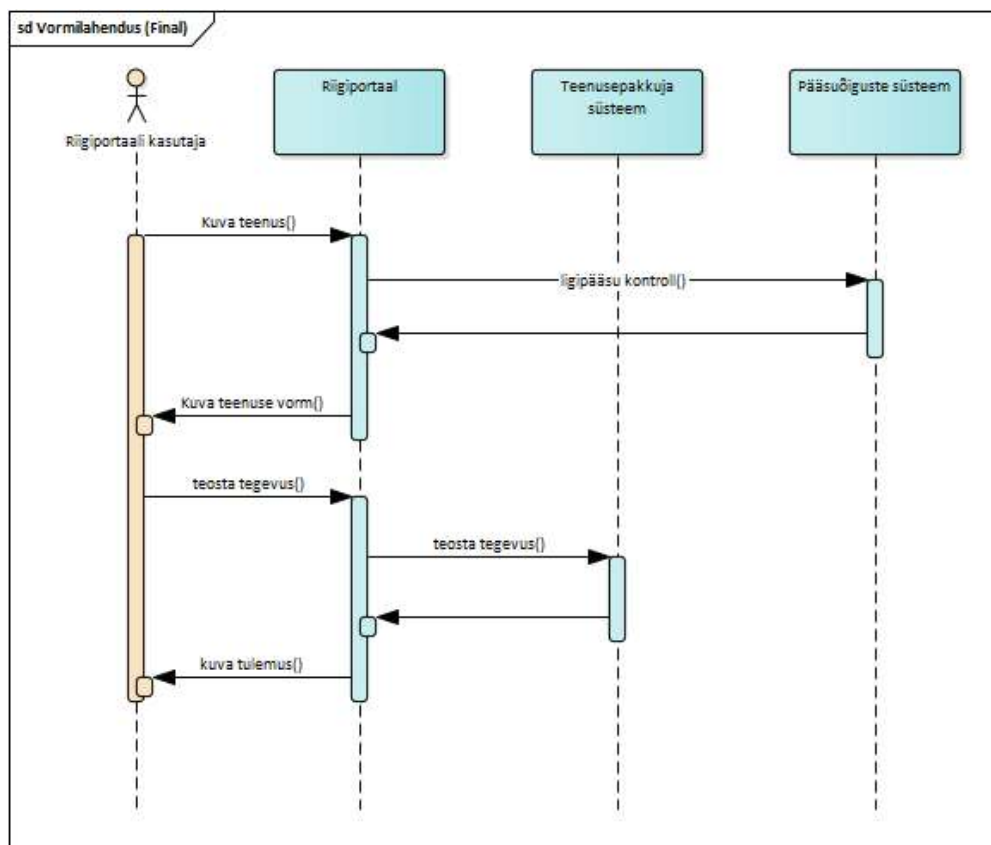 sd Vormilahendus (Final)
Riigiportaali kasutaja
Riigiportaal
Teenusepakkuja
süsteem
Pääsuõiguste süsteem
Kuva teenus()
ligipääsu kontroll()
Kuva teenuse vorm()
teosta tegevus()
teosta tegevus()
kuva tulemus()